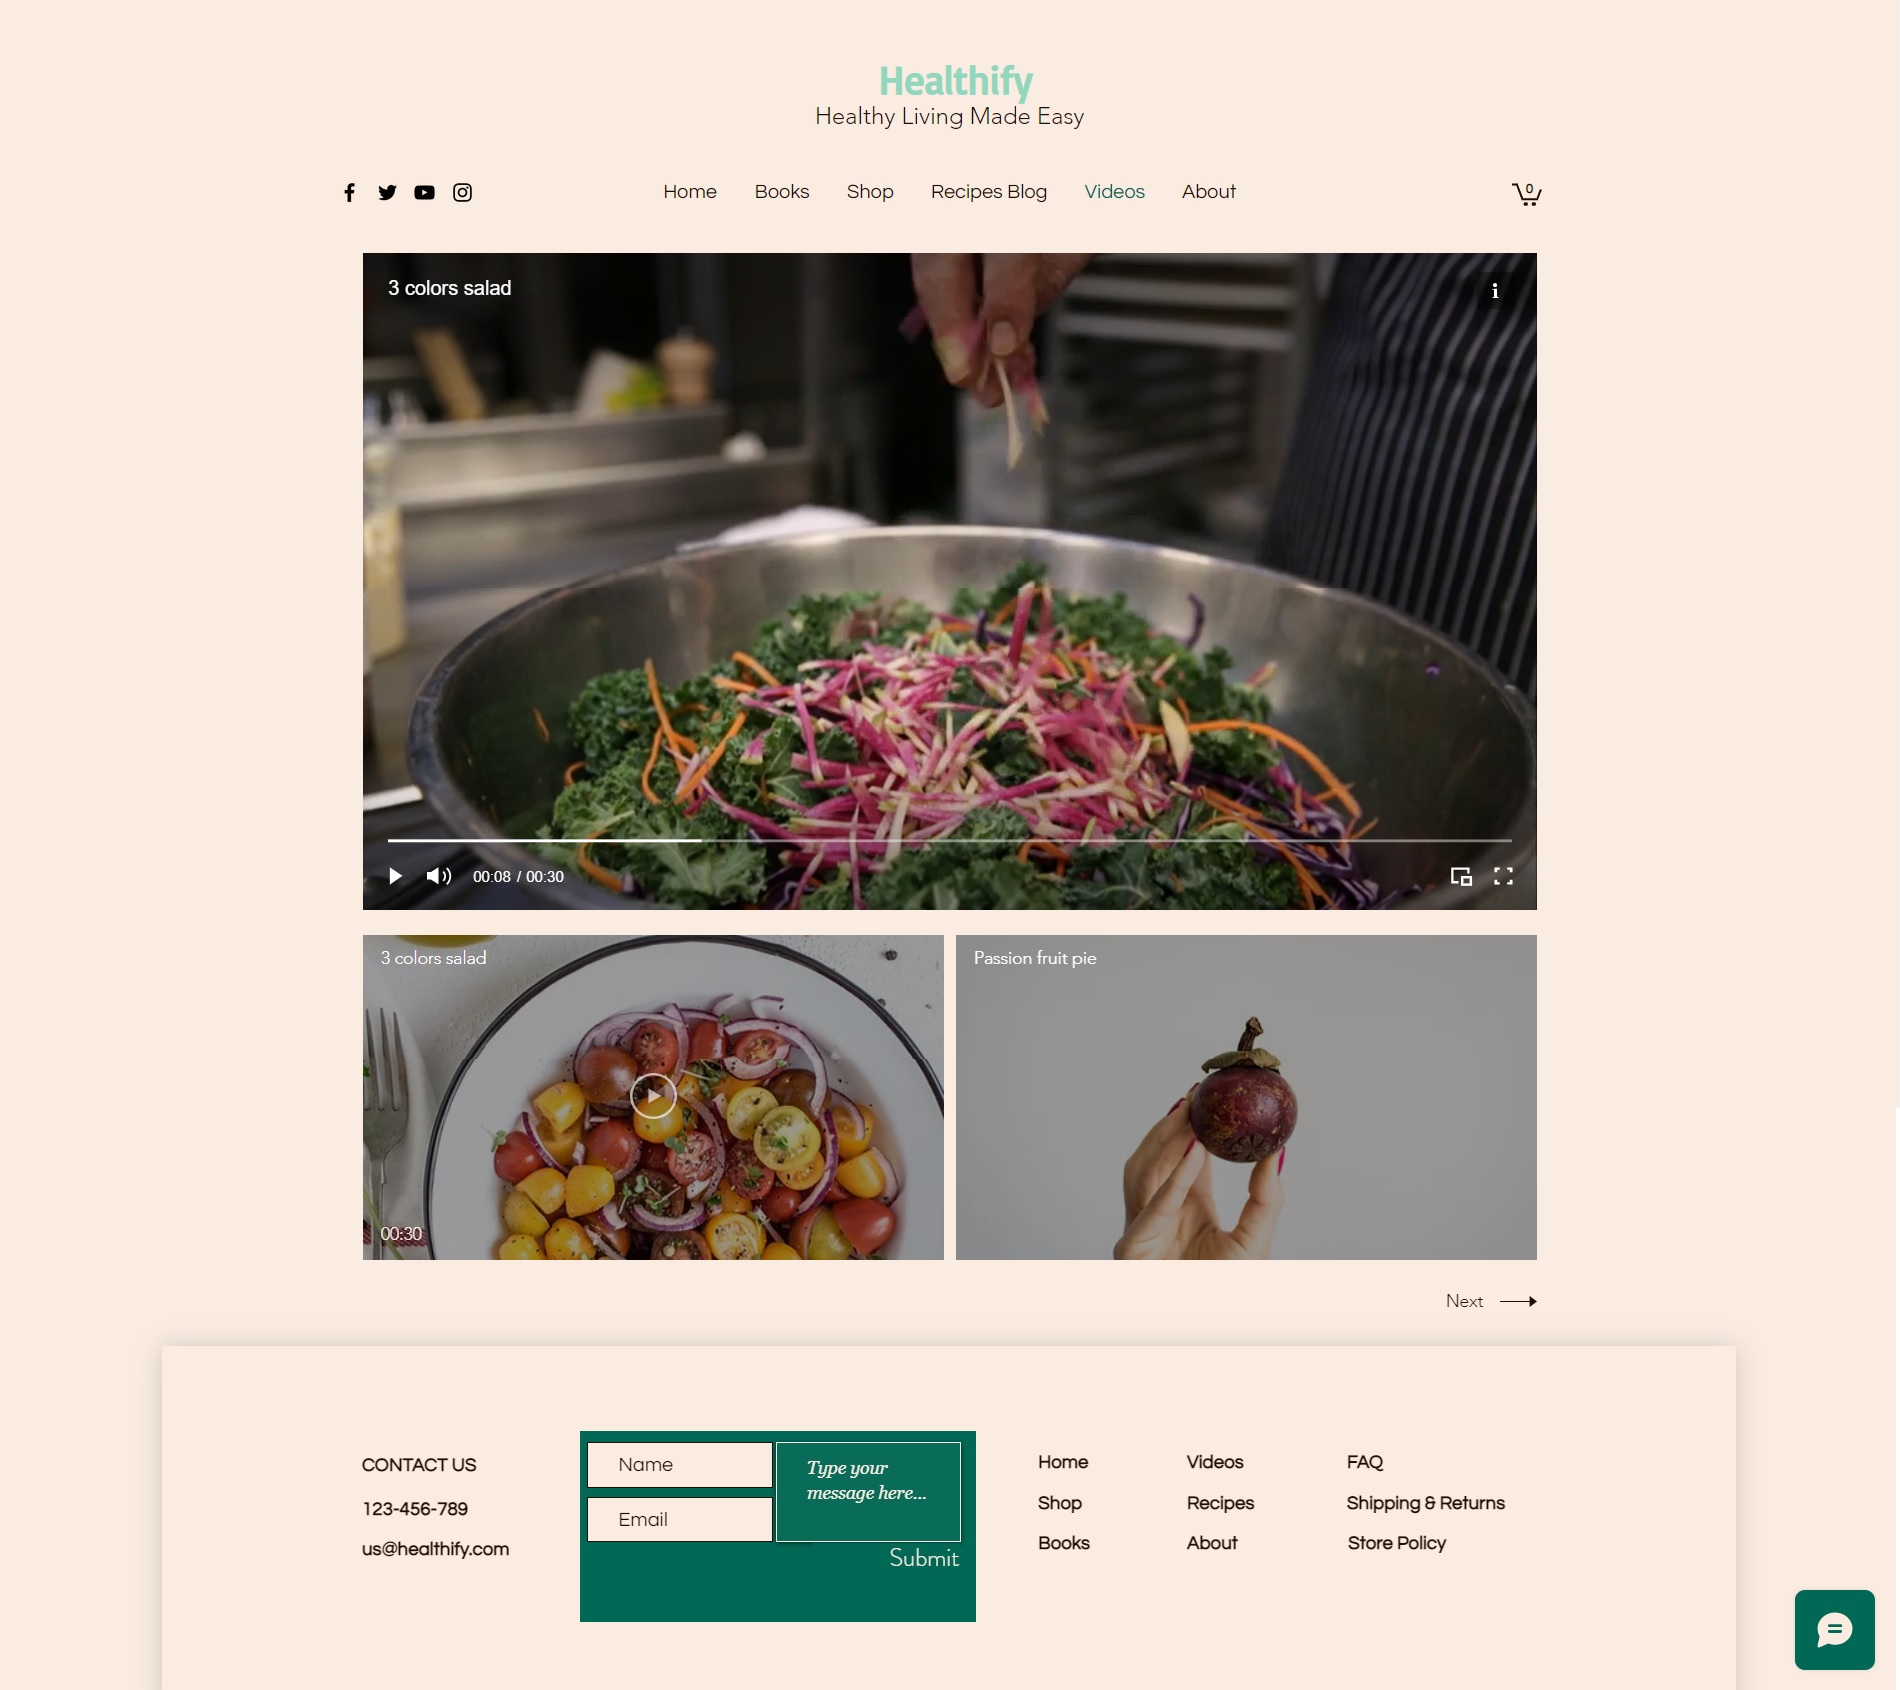 Healthify
Healthy Living Made Easy
Home Books Shop Recipes Blog Videos About
0
3 colors salad
i
00:08 / 00:30
3 colors salad
00:30
Passion fruit pie
Next
CONTACT US
123-456-789
us@healthify.com
Name
Email
Type your
message here...
Submit
Home
Shop
Books
Videos
Recipes
About
FAQ
Shipping & Returns
Store Policy